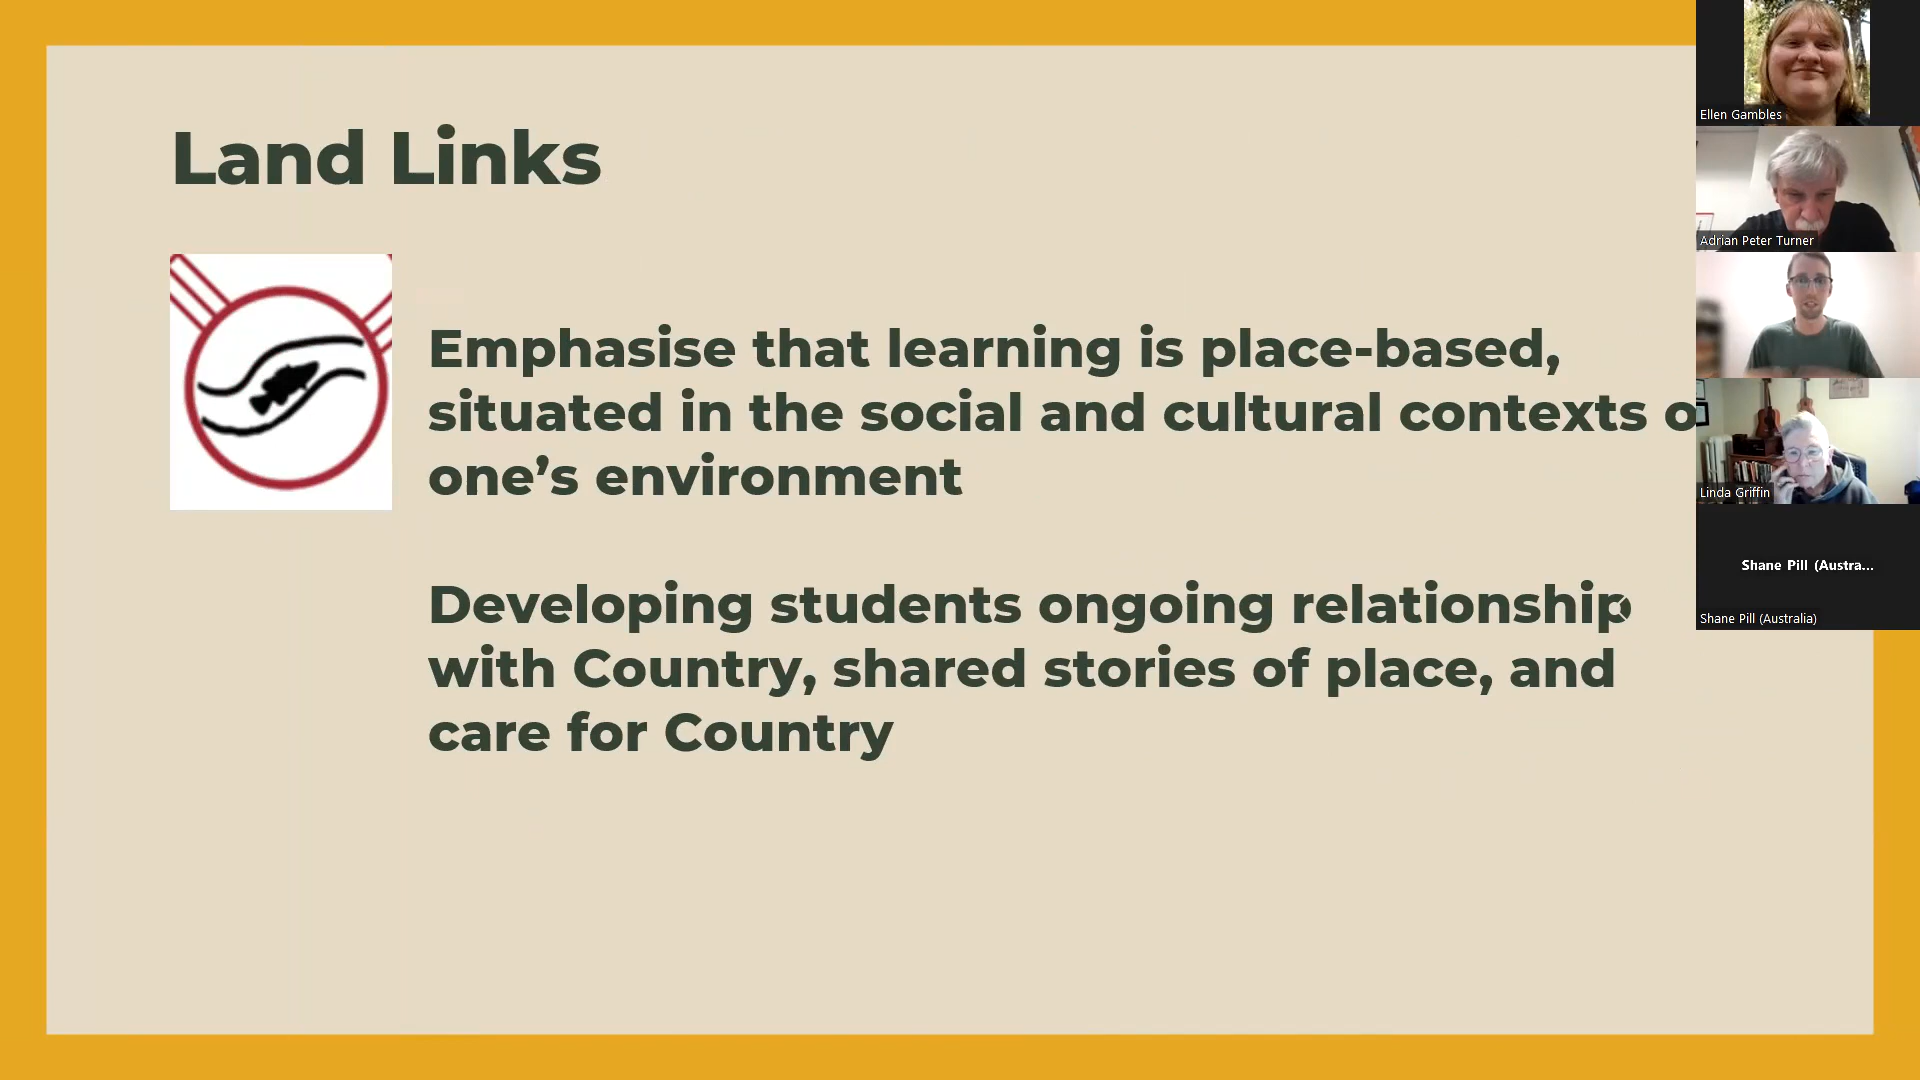 Land Links
Emphasise that learning is place-based,
situated in the social and cultural contexts
one’s environment
Developing students ongoing relationship
with Country, shared stories of place, and
care for Country
Ellen Gambles
Adrian Peter Turner
Linda Griffin
Shane Pill (Austra...
Shane Pill (Australia)